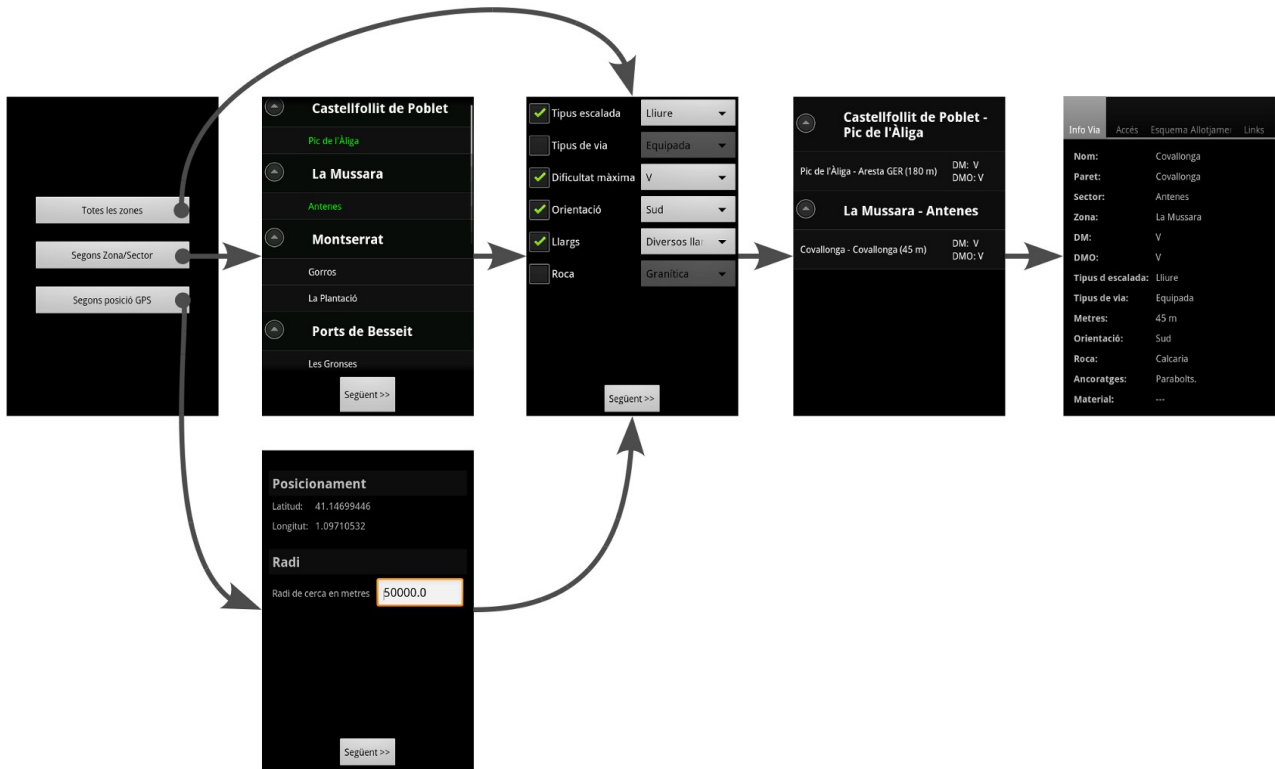 Totes les zones
Segons Zona/Sector
Segons posició GPS
Castellfollit de Poblet
Pic de l'Àliga
La Mussara
Antenes
Montserrat
Gorros
La Plantació
Ports de Besseit
Les Gronses
Següent >>
Tipus escalada Lliure
Tipus de via Equipada
Dificultat màxima V
Orientació Sud
Llargs Diversos llar
Roca Granítica
Següent >>
Castellfollit de Poblet -
Pic de l'Àliga
Pic de l'Àliga - Aresta GER (180 m) DM: V
DMO: V
La Mussara - Antenes
Covallonga - Covallonga (45 m) DM: V
DMO: V
Info Via Accés Esquema Allotjame Links
Nom: Covallonga
Paret: Covallonga
Sector: Antenes
Zona: La Mussara
DM: V
DMO: V
Tipus d escalada: Lliure
Tipus de via: Equipada
Metres: 45 m
Orientació: Sud
Roca: Calcaria
Ancoratges: Parabolts.
Material: ---
Posicionament
Latitud: 41.14699446
Longitut: 1.09710532
Radi
Radi de cerca en metres 50000.0
Següent >>